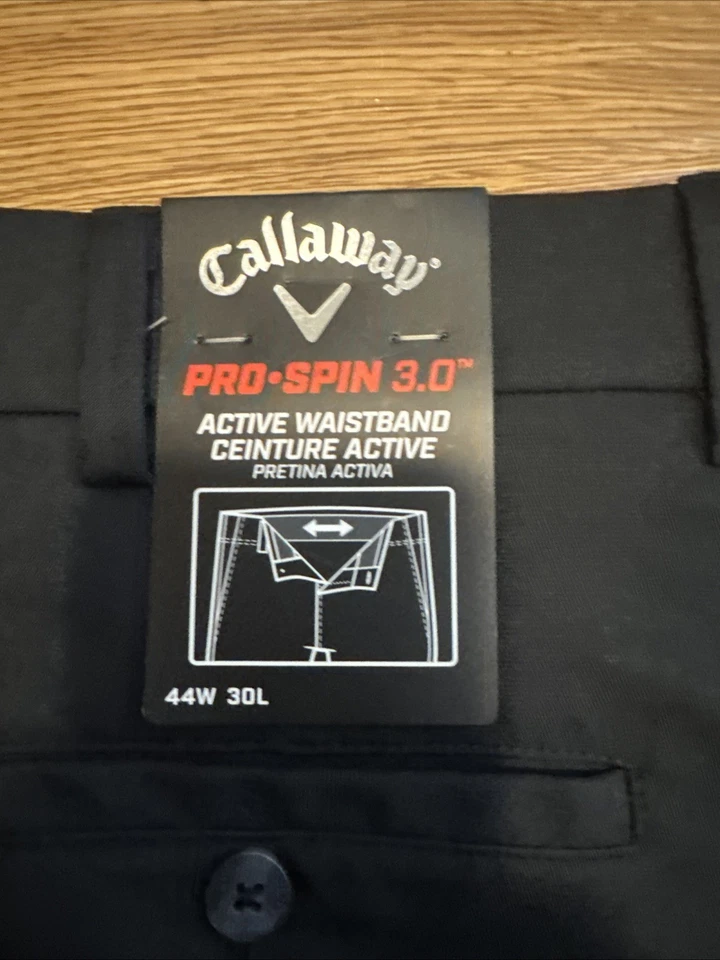 Callaway
PRO•SPIN 3.0™
ACTIVE WAISTBAND
CEINTURE ACTIVE
PRETINA ACTIVA
44W 30L